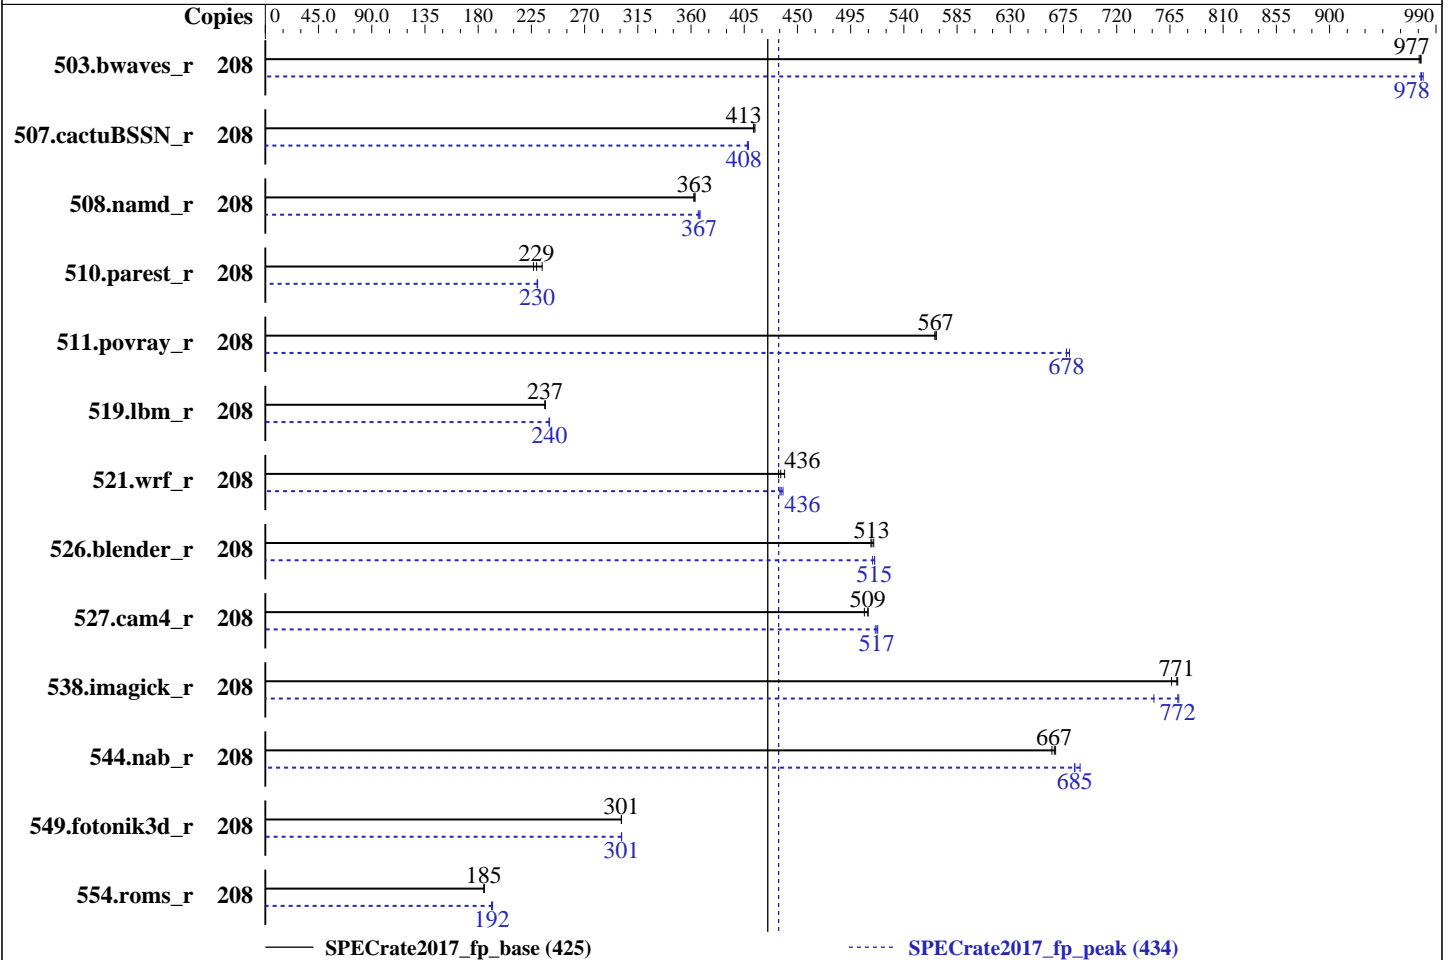 Copies 0 45.0 90.0 135 180 225 270 315 360 405 450 495 540 585 630 675 720 765 810 855 900 990
977
503.bwaves_r 208
978
413
507.cactuBSSN_r 208
408
363
508.namd_r 208
367
229
510.parest_r 208
230
567
511.povray_r 208
678
237
519.lbm_r 208
240
436
521.wrf_r 208
436
513
526.blender_r 208
515
509
527.cam4_r 208
517
771
538.imagick_r 208
772
667
544.nab_r 208
685
301
549.fotonik3d_r 208
301
185
554.roms_r 208
192
SPECrate2017_fp_base (425) SPECrate2017_fp_peak (434)